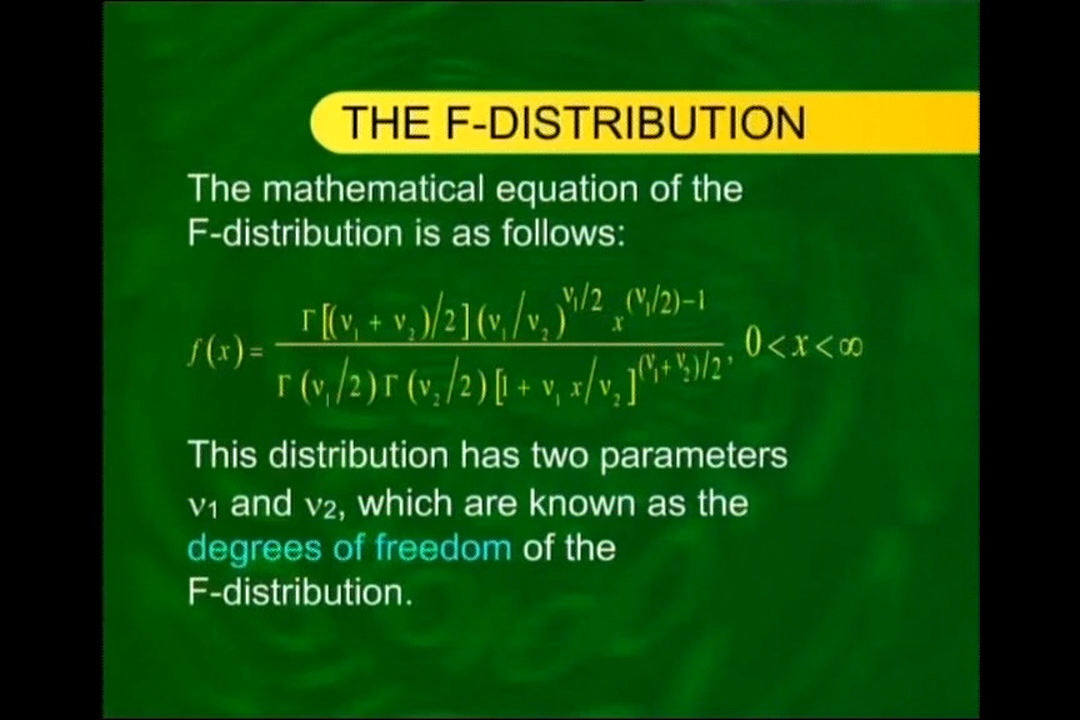 THE F-DISTRIBUTION
The mathematical equation of the
F-distribution is as follows:
f(x) = Γ[(ν₁ + ν₂)/2](ν₁/ν₂)^(ν₁/2) x^((ν₁/2)-1) / Γ(ν₁/2)Γ(ν₂/2)[1 + ν₁x/ν₂]^((ν₁+ν₂)/2), 0<x<∞
This distribution has two parameters
ν1 and ν2, which are known as the
degrees of freedom of the
F-distribution.